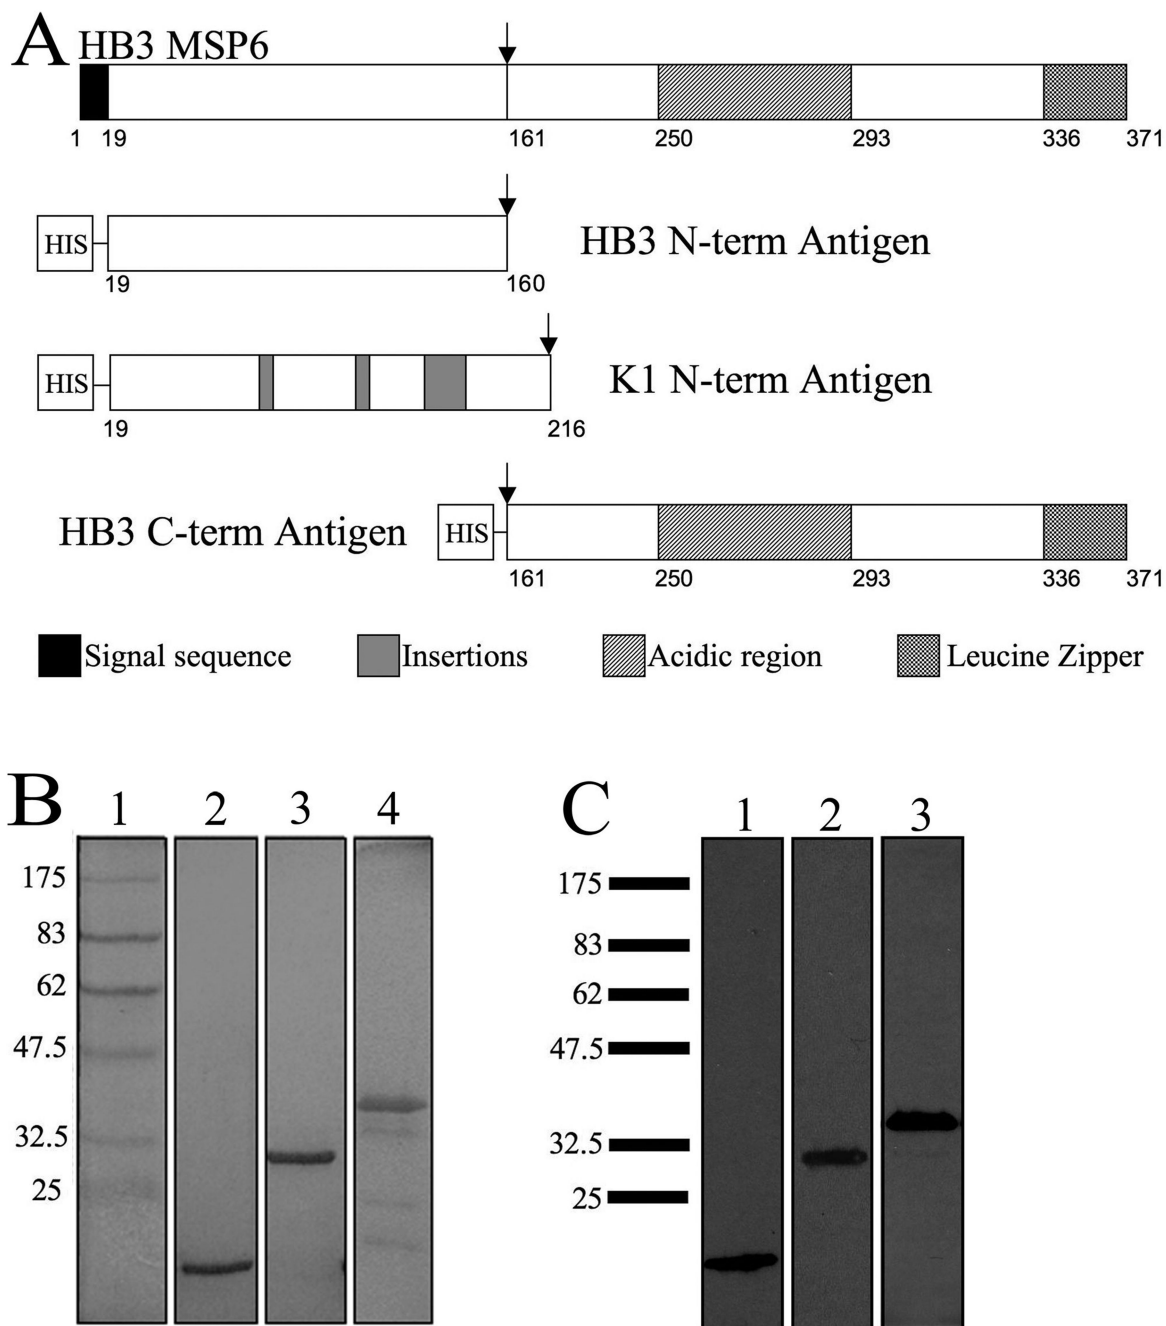 A HB3 MSP6
1 19 161 250 293 336 371
HIS HB3 N-term Antigen
19 160
HIS K1 N-term Antigen
19 216
HB3 C-term Antigen HIS
161 250 293 336 371
Signal sequence Insertions Acidic region Leucine Zipper
B 1 2 3 4
175
83
62
47.5
32.5
25
C 1 2 3
175
83
62
47.5
32.5
25